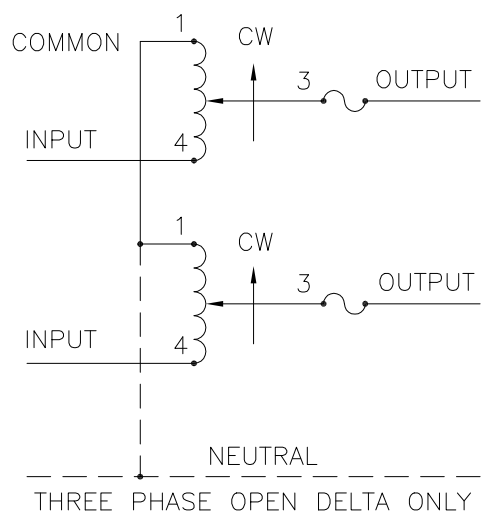 1
COMMON
CW
3
OUTPUT
INPUT
4
1
CW
3
OUTPUT
INPUT
4
NEUTRAL
THREE PHASE OPEN DELTA ONLY